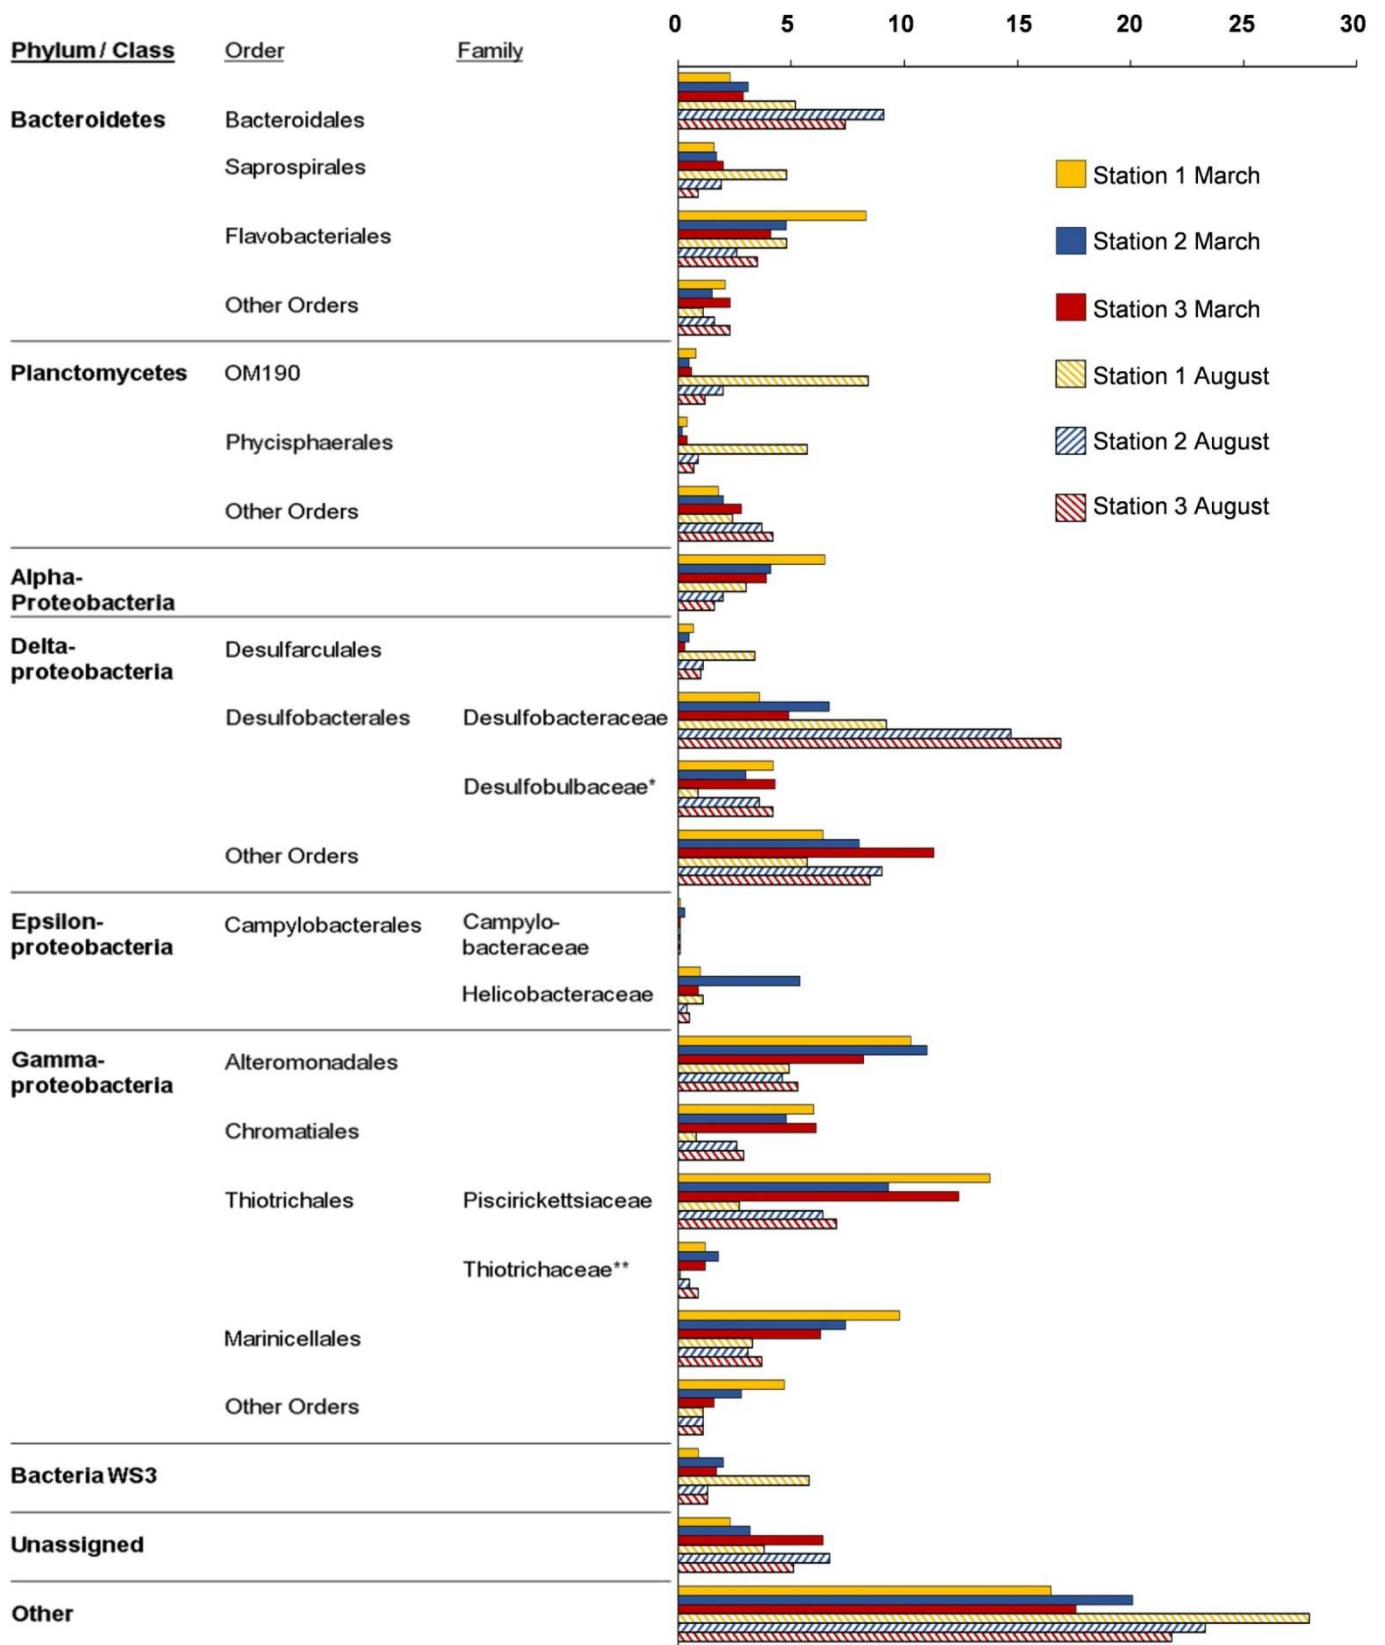 0 5 10 15 20 25 30
Phylum / Class Order Family
Bacteroidetes Bacteroidales
Saprospirales
Station 1 March
Flavobacteriales
Station 2 March
Other Orders
Station 3 March
Planctomycetes OM190
Station 1 August
Phycisphaerales
Station 2 August
Other Orders
Station 3 August
Alpha-
Proteobacteria
Delta-
proteobacteria
Desulfarculales
Desulfobacterales Desulfobacteraceae
Desulfobulbaceae*
Other Orders
Epsilon-
proteobacteria
Campylobacterales
Campylo-
bacteraceae
Helicobacteraceae
Gamma-
proteobacteria
Alteromonadales
Chromatiales
Thiotrichales Piscirickettsiaceae
Thiotrichaceae**
Marinicellales
Other Orders
Bacteria WS3
Unassigned
Other